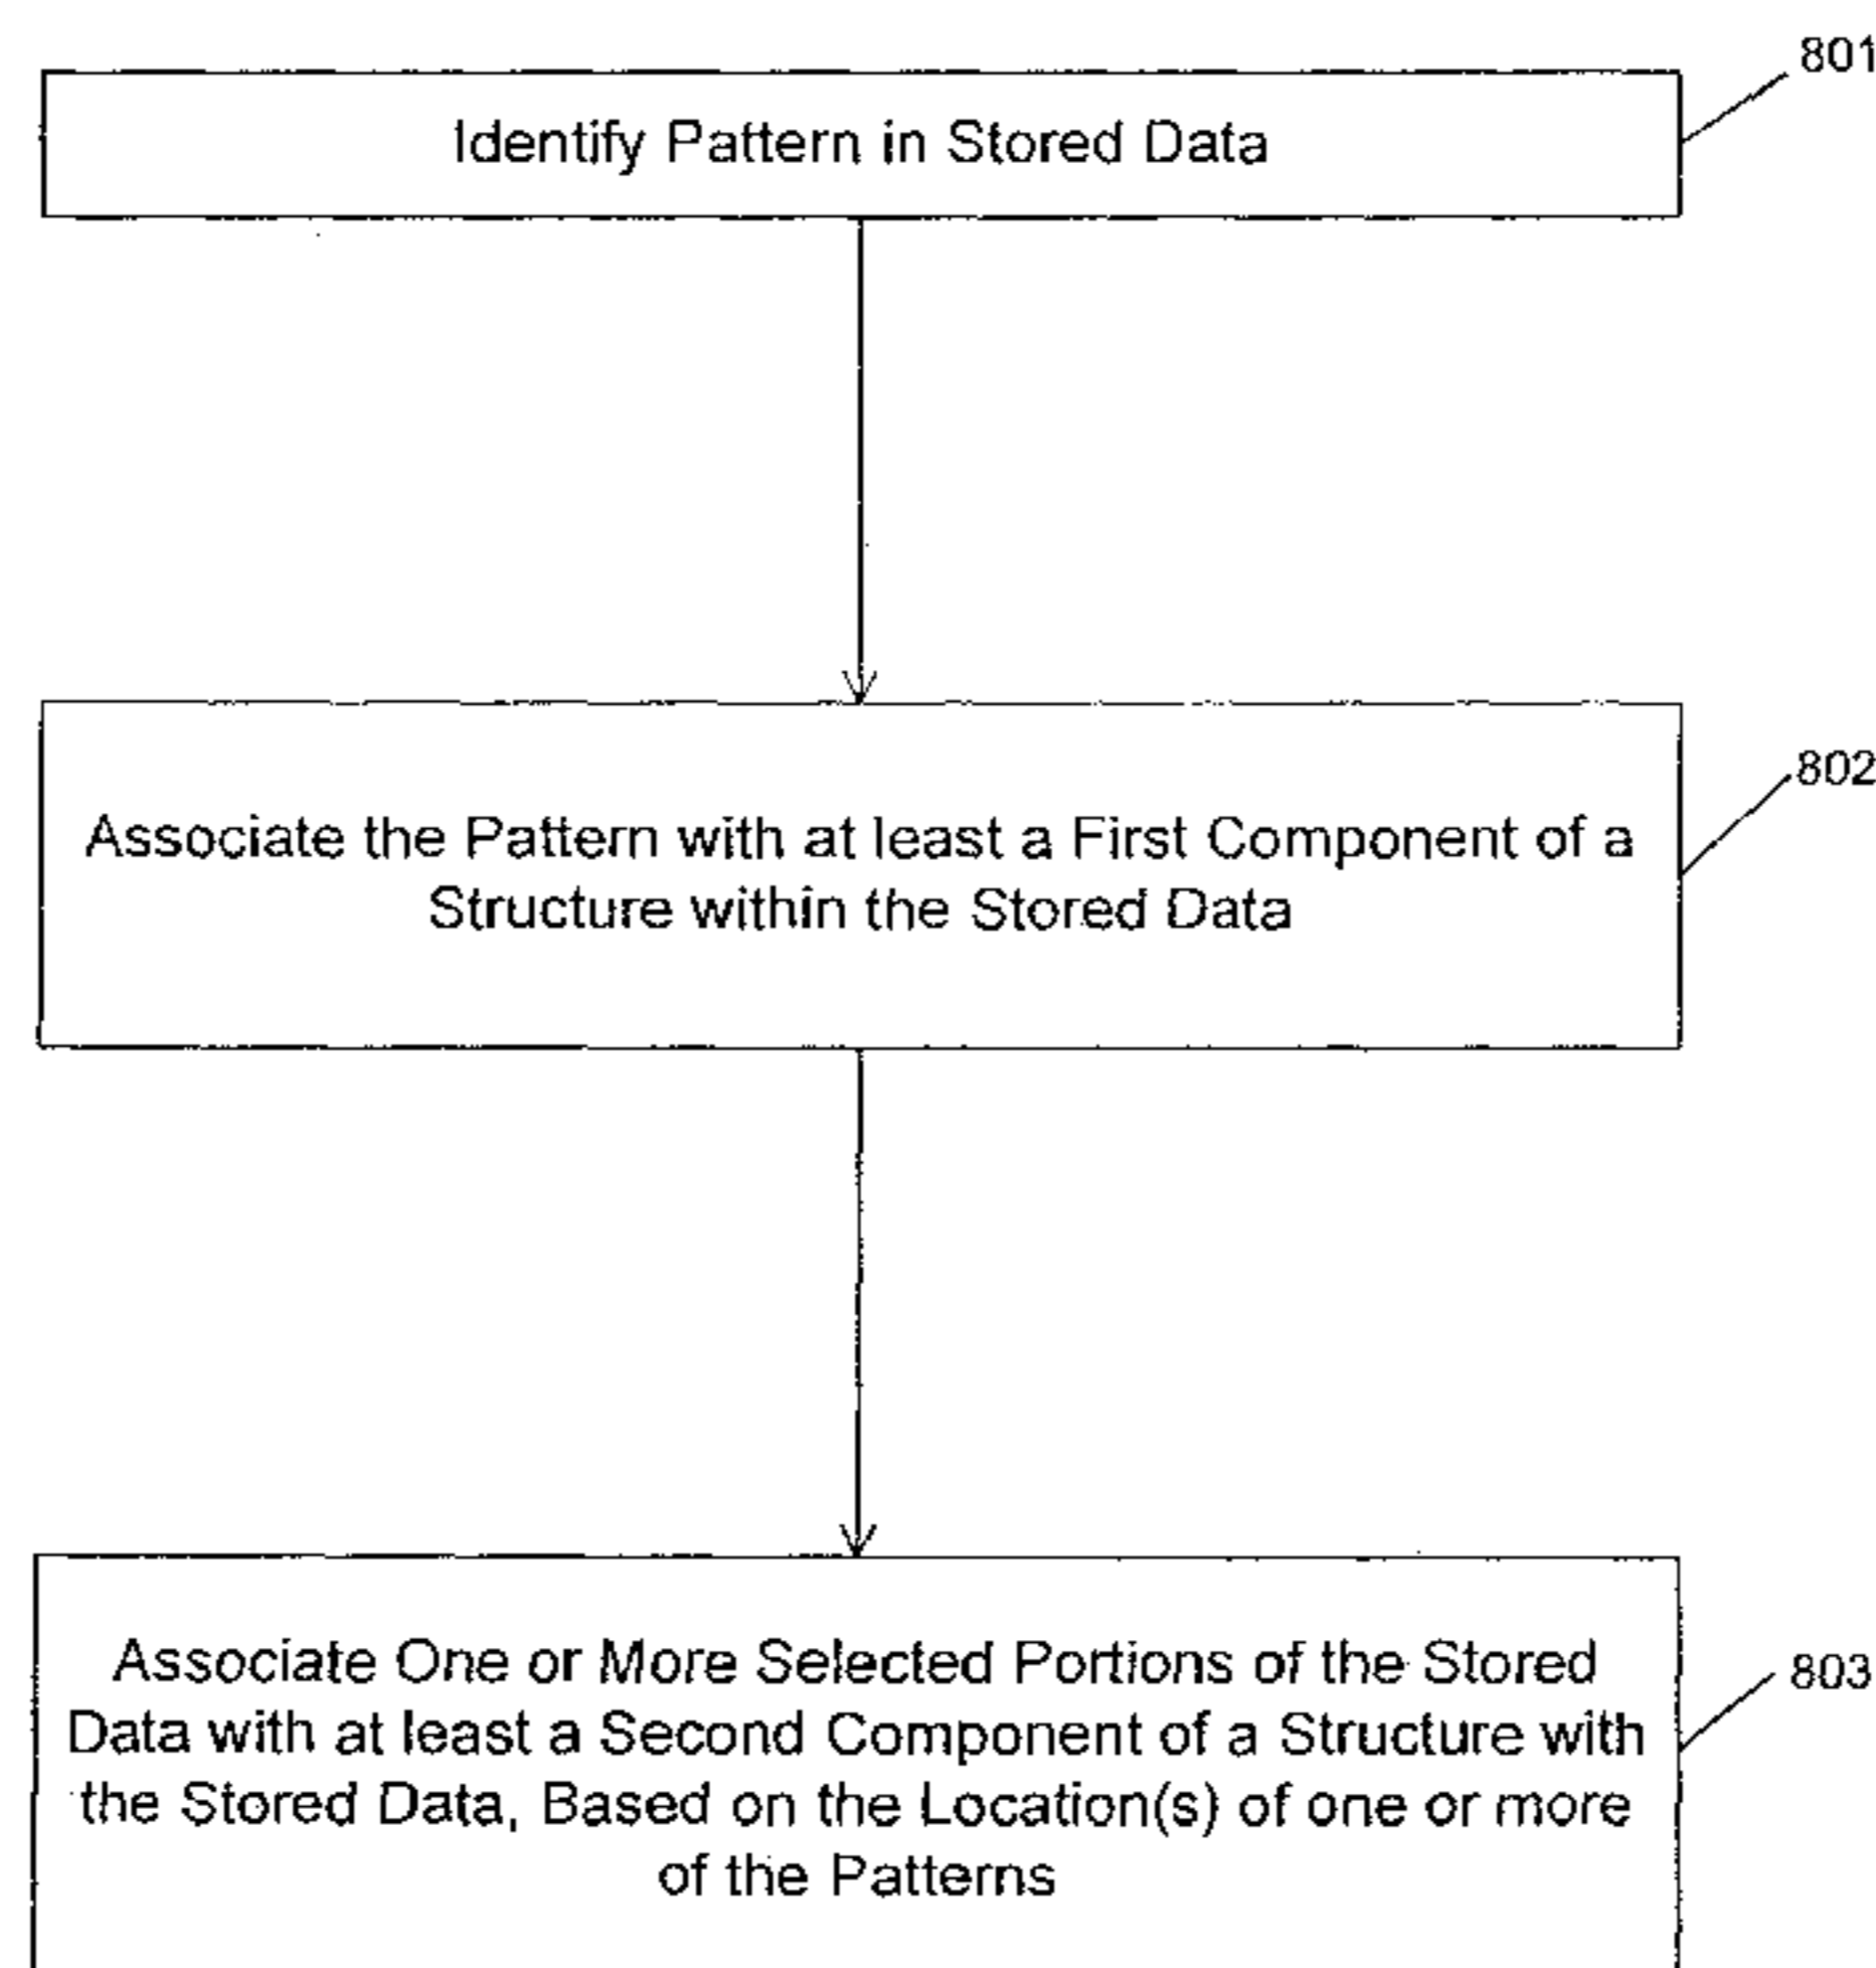 801
Identify Pattern in Stored Data
802
Associate the Pattern with at least a First Component of a
Structure within the Stored Data
803
Associate One or More Selected Portions of the Stored
Data with at least a Second Component of a Structure with
the Stored Data, Based on the Location(s) of one or more
of the Patterns